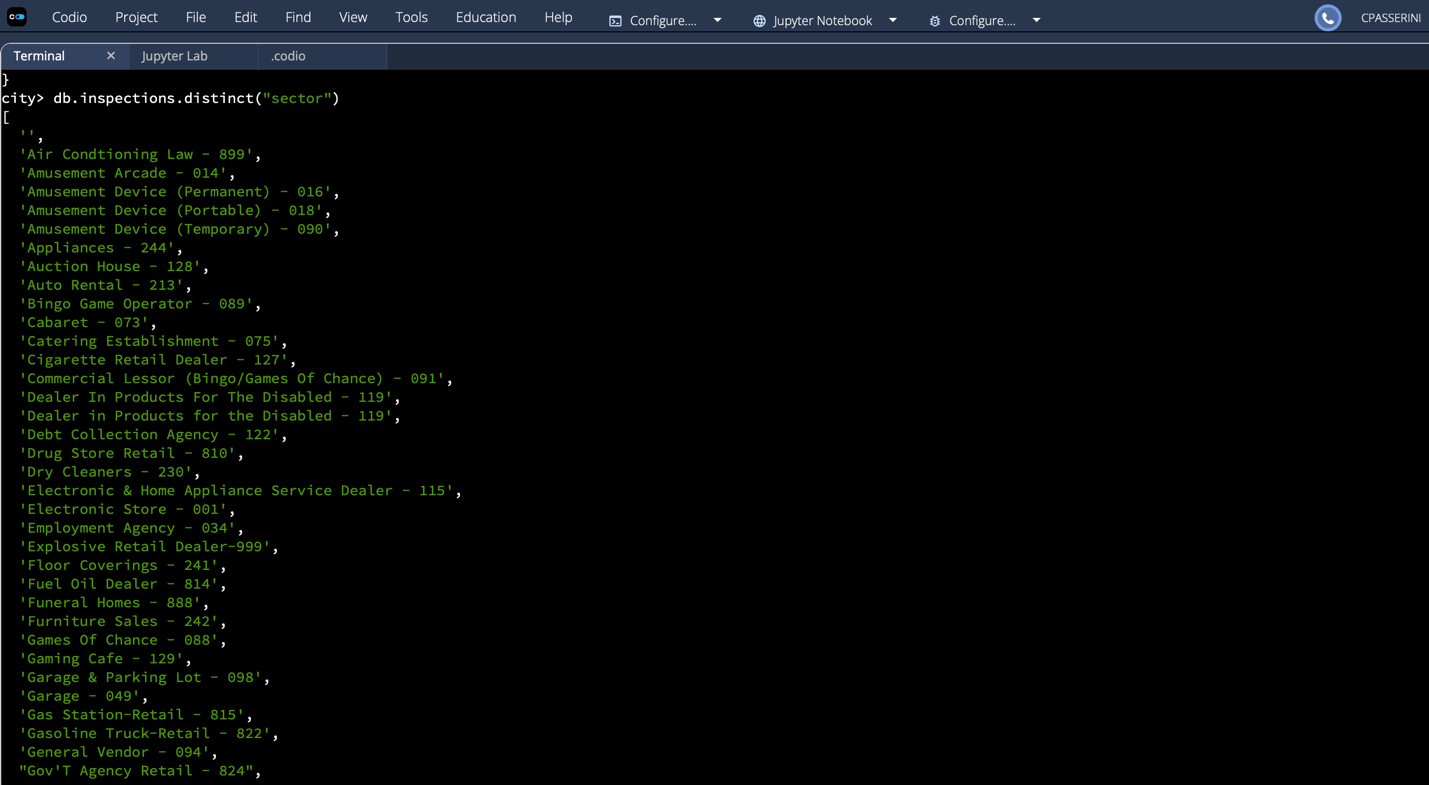 Codio Project File Edit Find View Tools Education Help Configure.... Jupyter Notebook Configure.... CPASSERINI
Terminal × Jupyter Lab .codio
}
city> db.inspections.distinct("sector")
[
'',
'Air Condtioning Law - 899',
'Amusement Arcade - 014',
'Amusement Device (Permanent) - 016',
'Amusement Device (Portable) - 018',
'Amusement Device (Temporary) - 090',
'Appliances - 244',
'Auction House - 128',
'Auto Rental - 213',
'Bingo Game Operator - 089',
'Cabaret - 073',
'Catering Establishment - 075',
'Cigarette Retail Dealer - 127',
'Commercial Lessor (Bingo/Games Of Chance) - 091',
'Dealer In Products For The Disabled - 119',
'Dealer in Products for the Disabled - 119',
'Debt Collection Agency - 122',
'Drug Store Retail - 810',
'Dry Cleaners - 230',
'Electronic & Home Appliance Service Dealer - 115',
'Electronic Store - 001',
'Employment Agency - 034',
'Explosive Retail Dealer-999',
'Floor Coverings - 241',
'Fuel Oil Dealer - 814',
'Funeral Homes - 888',
'Furniture Sales - 242',
'Games Of Chance - 088',
'Gaming Cafe - 129',
'Garage & Parking Lot - 098',
'Garage - 049',
'Gas Station-Retail - 815',
'Gasoline Truck-Retail - 822',
'General Vendor - 094',
"Gov'T Agency Retail - 824",